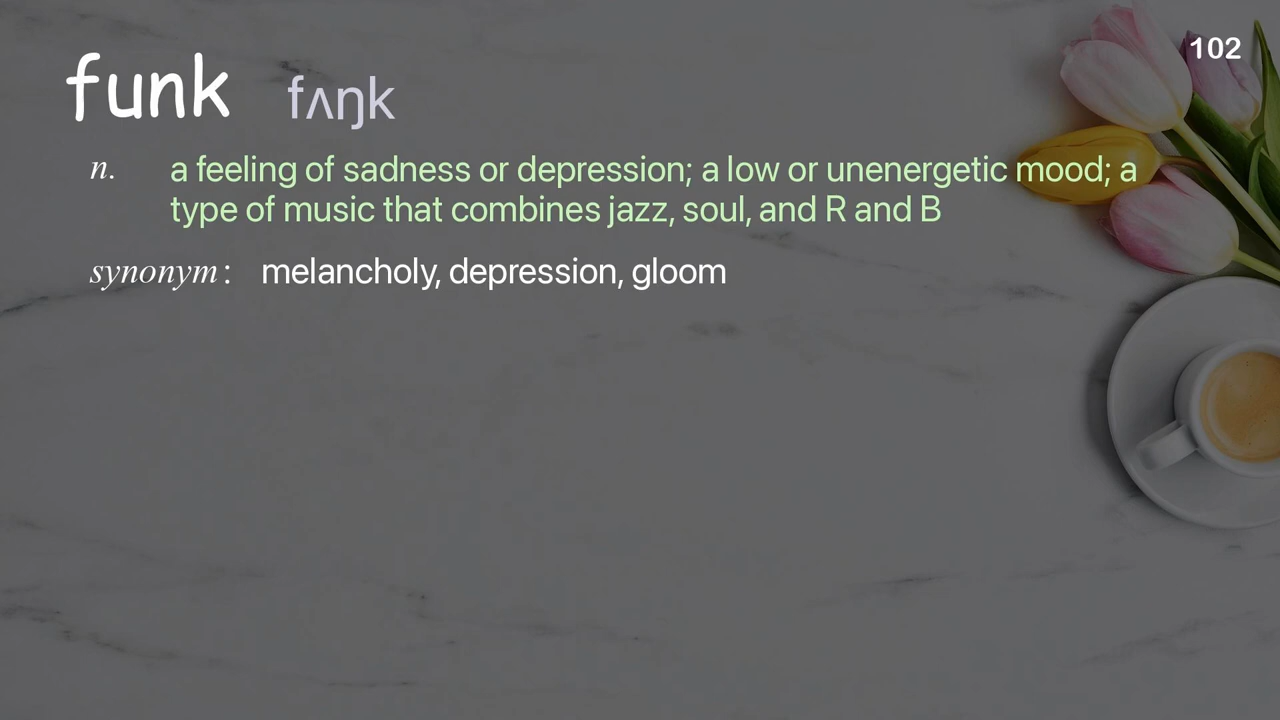 102
funk fʌŋk
n. a feeling of sadness or depression; a low or unenergetic mood; a
type of music that combines jazz, soul, and R and B
synonym: melancholy, depression, gloom